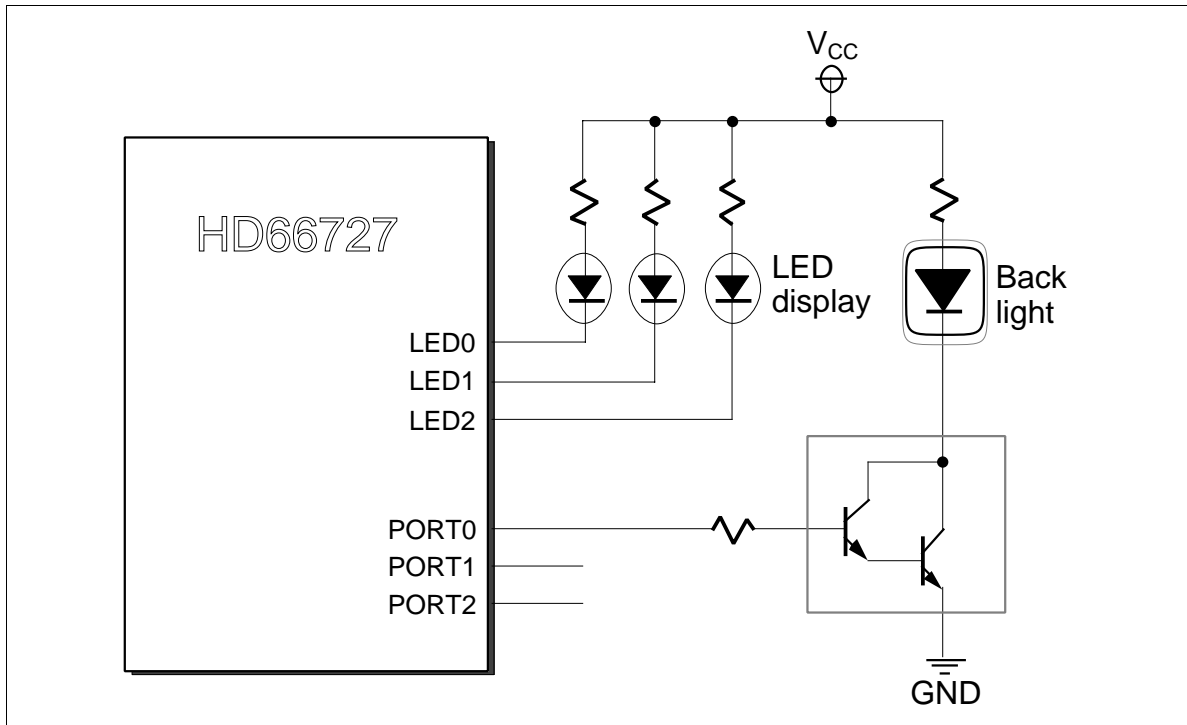 VCC
HD66727
LED
display
Back
light
LED0
LED1
LED2
PORT0
PORT1
PORT2
GND